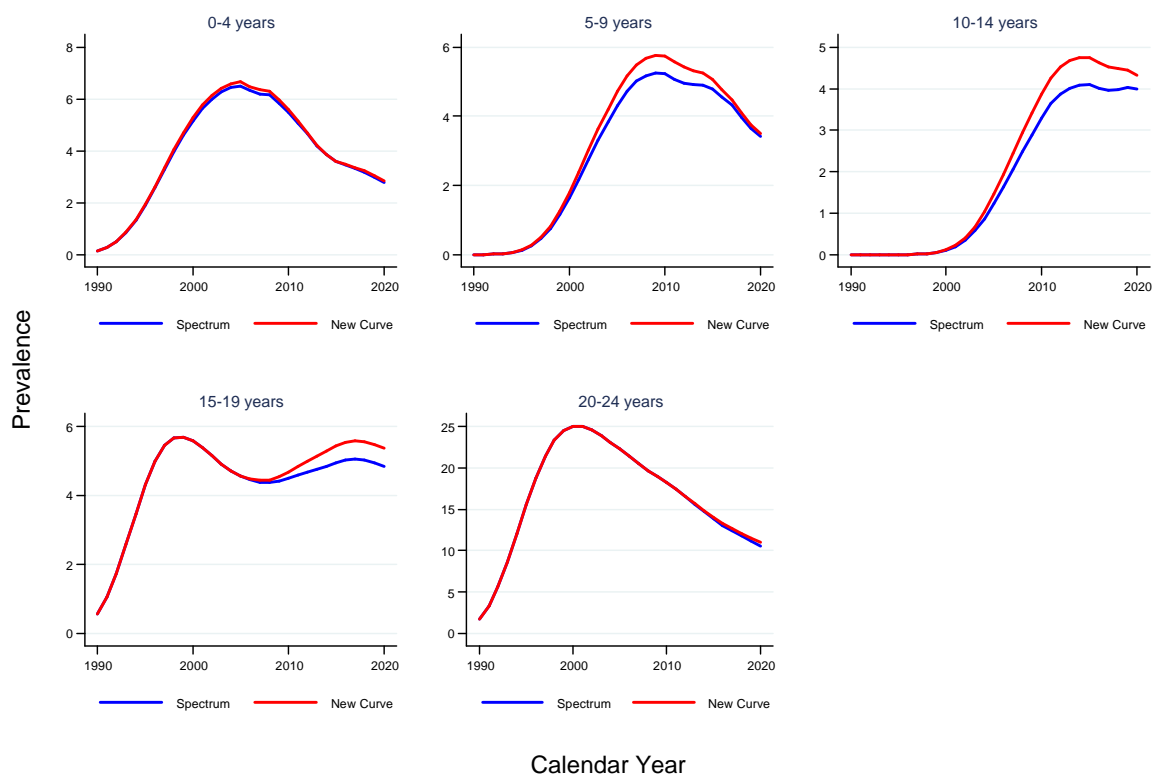 0-4 years
8
6
4
2
0
1990 2000 2010 2020
Spectrum New Curve
5-9 years
6
4
2
0
1990 2000 2010 2020
Spectrum New Curve
10-14 years
5
4
3
2
1
0
1990 2000 2010 2020
Spectrum New Curve
Prevalence
15-19 years
6
4
2
0
1990 2000 2010 2020
Spectrum New Curve
20-24 years
25
20
15
10
5
0
1990 2000 2010 2020
Spectrum New Curve
Calendar Year